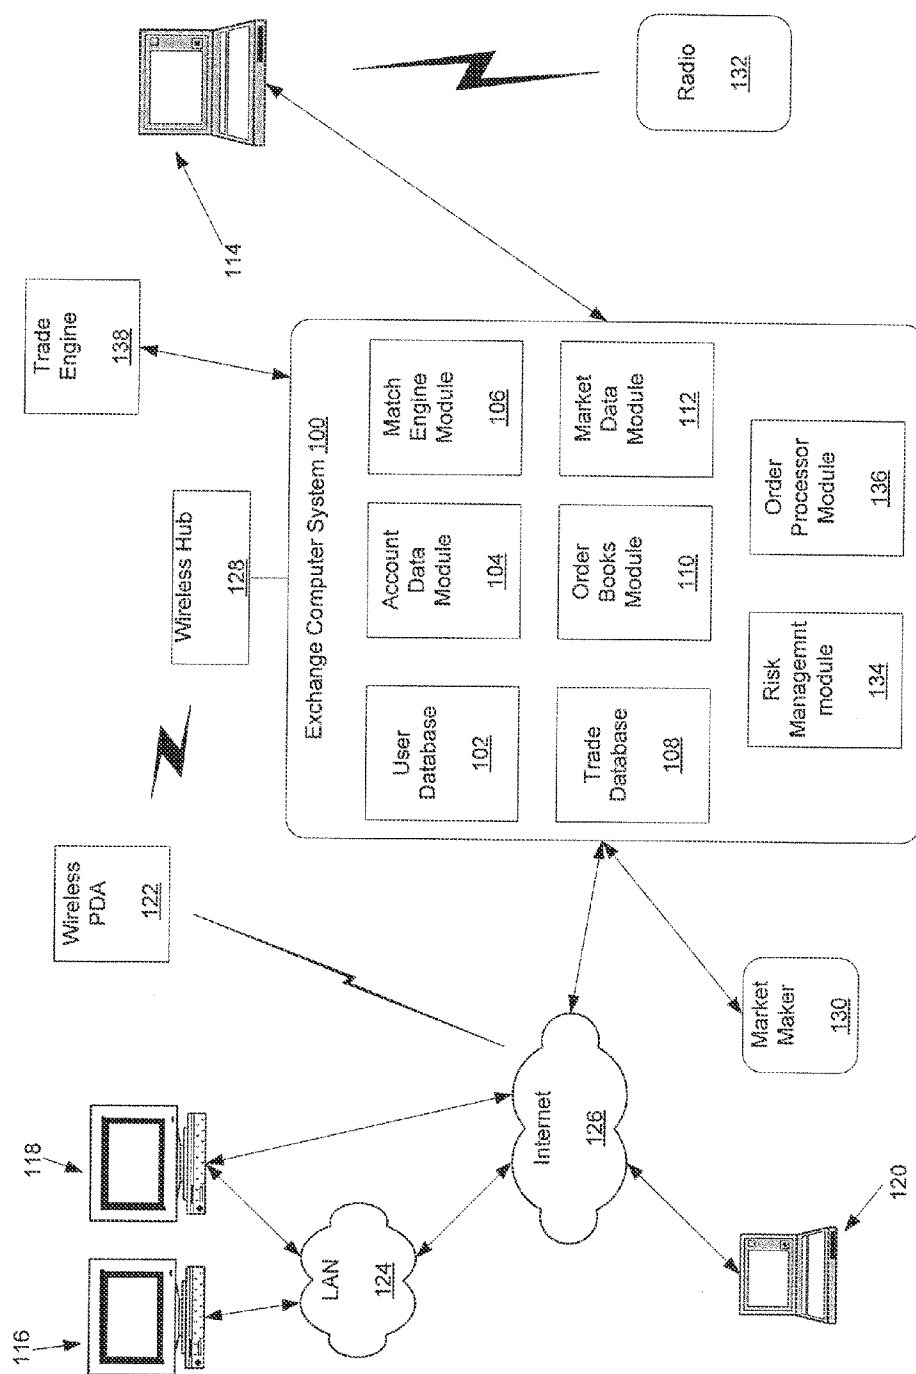 116
118
LAN
124
Wireless
PDA
122
Wireless Hub
128
Trade
Engine
138
114
Internet
126
120
Market
Maker
130
Exchange Computer System 100
User
Database
102
Account
Data
Module
104
Match
Engine
Module
106
Trade
Database
108
Order
Books
Module
110
Market
Data
Module
112
Risk
Managemnt
module
134
Order
Processor
Module
136
Radio
132